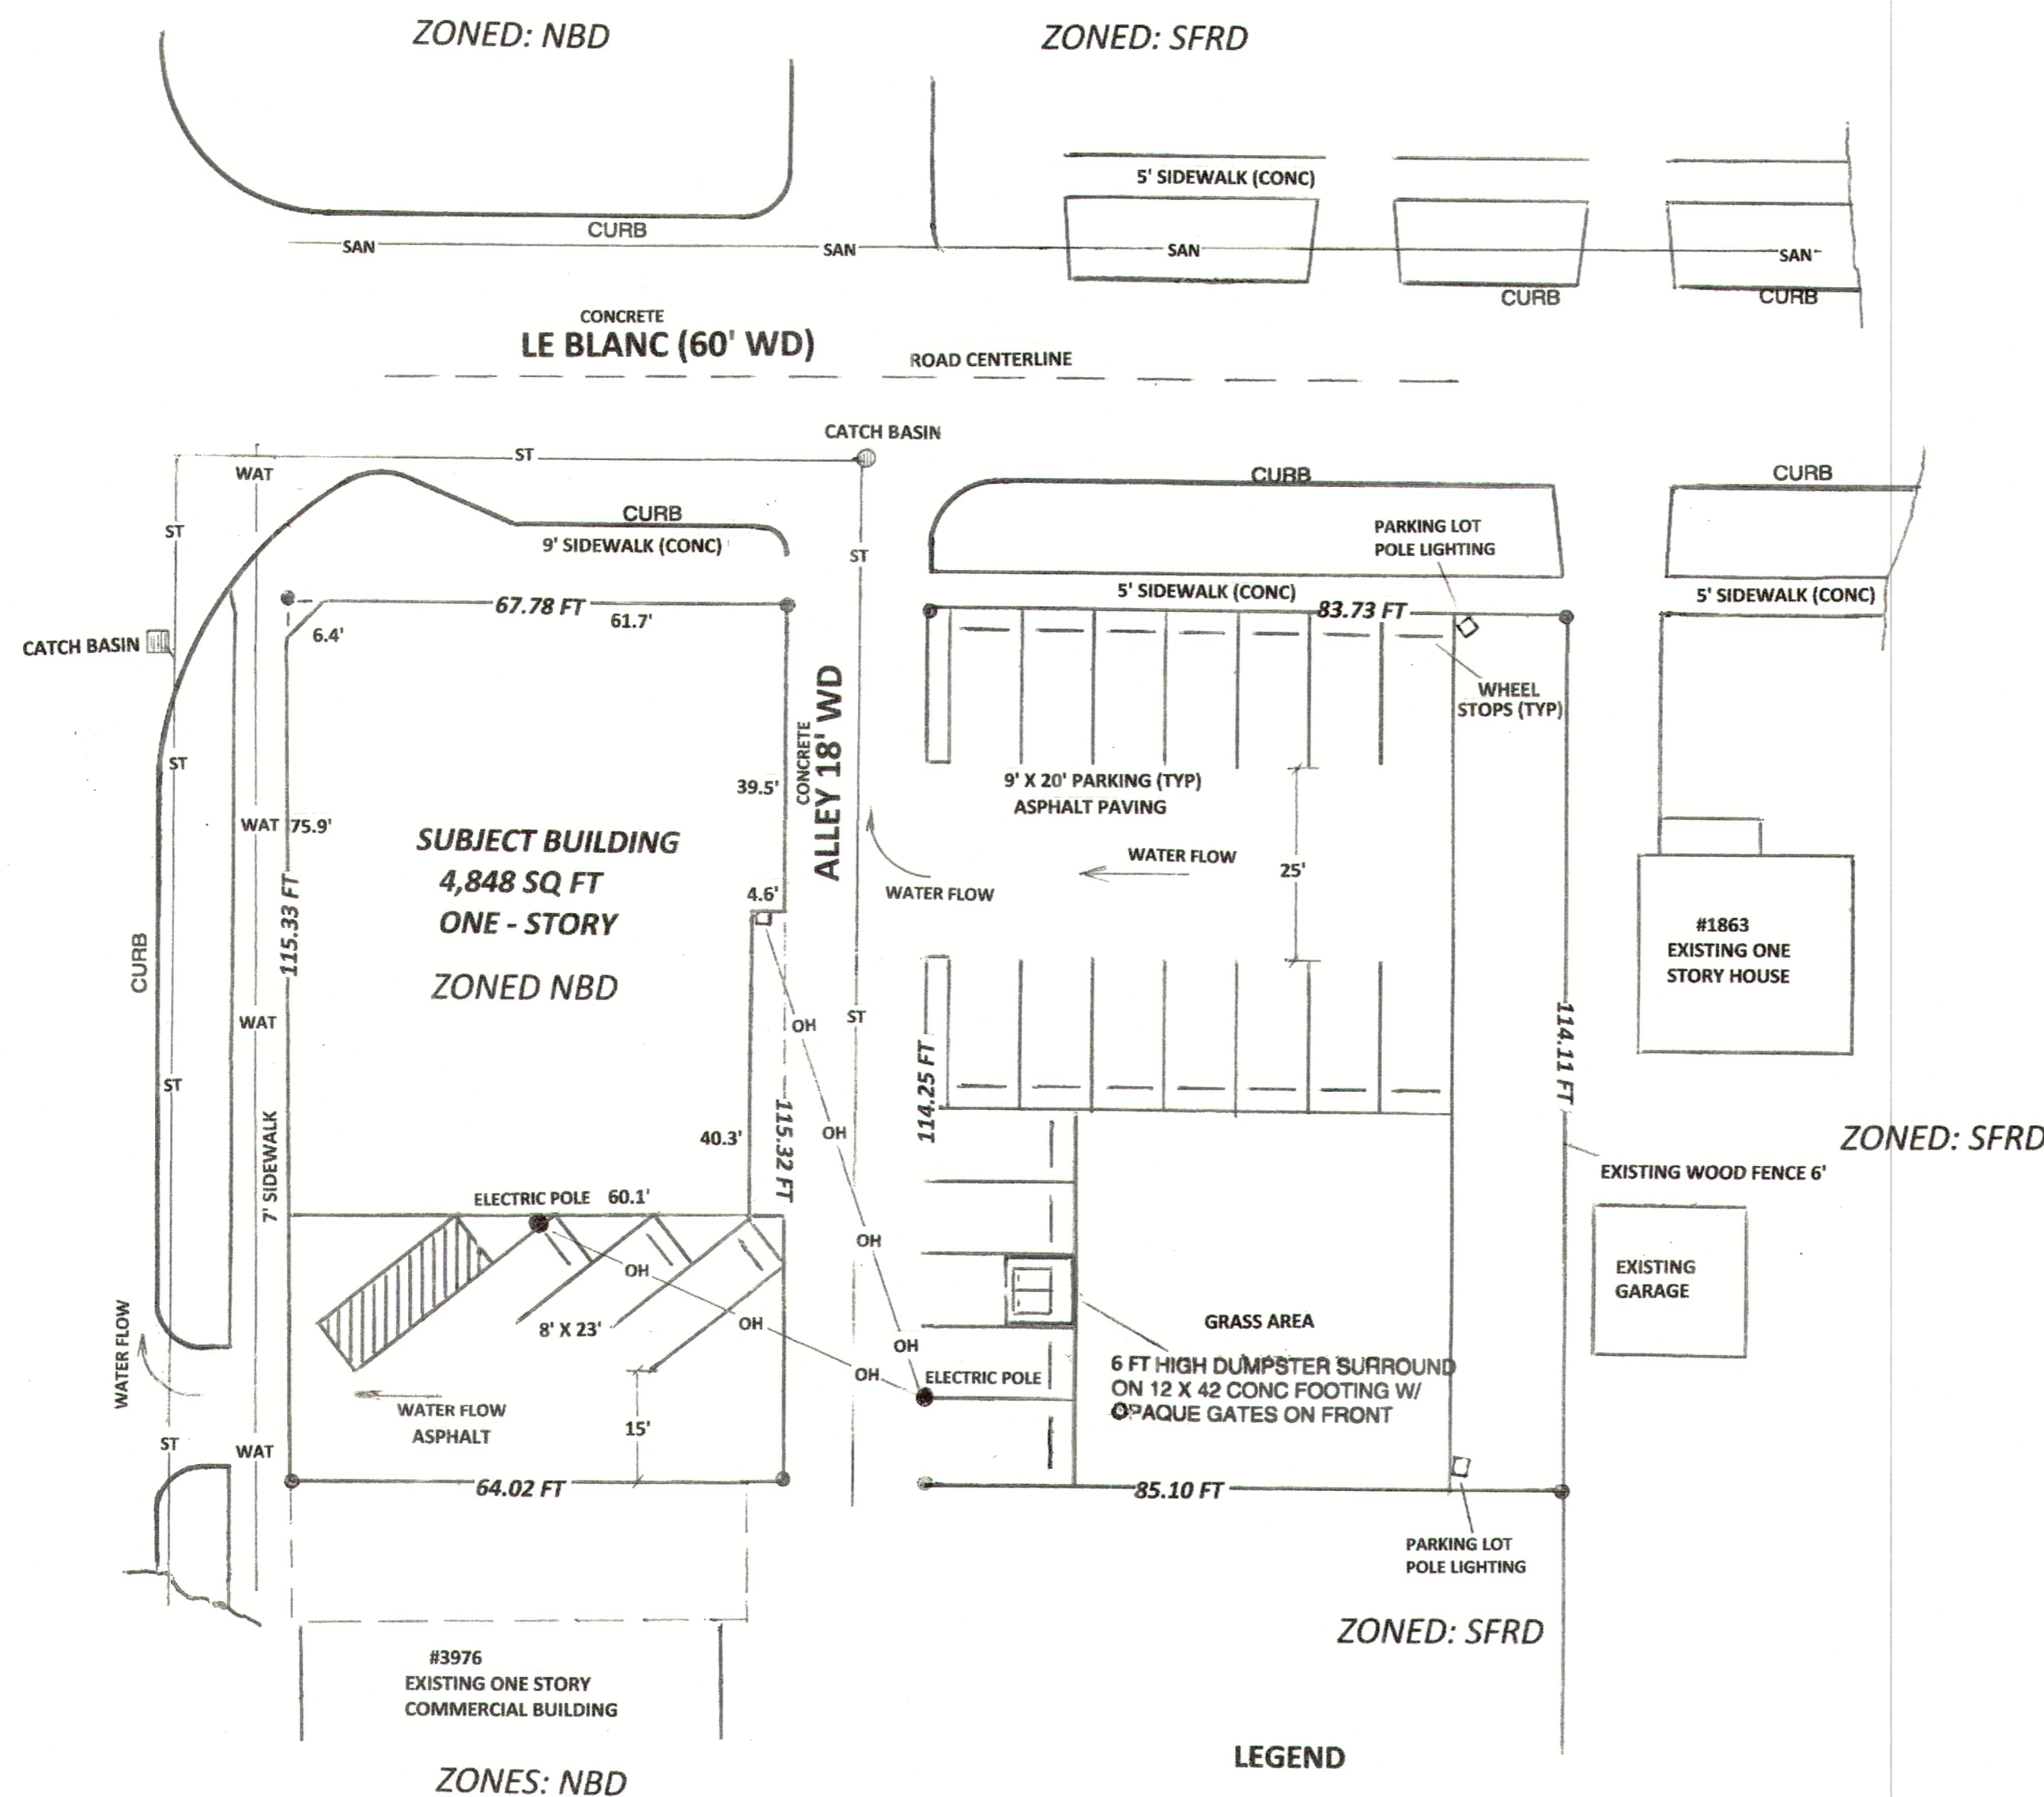 ZONED: NBD
ZONED: SFRD
5' SIDEWALK (CONC)
CURB
SAN
SAN
SAN
SAN
CURB
CURB
CONCRETE
LE BLANC (60' WD)
ROAD CENTERLINE
CATCH BASIN
ST
WAT
CURB
CURB
ST
CURB
9' SIDEWALK (CONC)
ST
PARKING LOT
POLE LIGHTING
5' SIDEWALK (CONC)
5' SIDEWALK (CONC)
67.78 FT
61.7'
83.73 FT
6.4'
CATCH BASIN
WHEEL
STOPS (TYP)
ST
CONCRETE
ALLEY 18' WD
39.5'
9' X 20' PARKING (TYP)
ASPHALT PAVING
WAT
75.9'
SUBJECT BUILDING
4,848 SQ FT
ONE - STORY
ZONED NBD
115.33 FT
4.6'
WATER FLOW
WATER FLOW
25'
#1863
EXISTING ONE
STORY HOUSE
CURB
WAT
OH
ST
ST
114.25 FT
114.11 FT
7' SIDEWALK
40.3'
115.32 FT
OH
ZONED: SFRD
EXISTING WOOD FENCE 6'
ELECTRIC POLE
60.1'
OH
OH
EXISTING
GARAGE
8' X 23'
OH
OH
GRASS AREA
6 FT HIGH DUMPSTER SURROUND
ON 12 X 42 CONC FOOTING W/
OPAQUE GATES ON FRONT
WATER FLOW
OH
ELECTRIC POLE
WATER FLOW
ASPHALT
15'
ST
WAT
64.02 FT
85.10 FT
PARKING LOT
POLE LIGHTING
ZONED: SFRD
#3976
EXISTING ONE STORY
COMMERCIAL BUILDING
LEGEND
ZONES: NBD